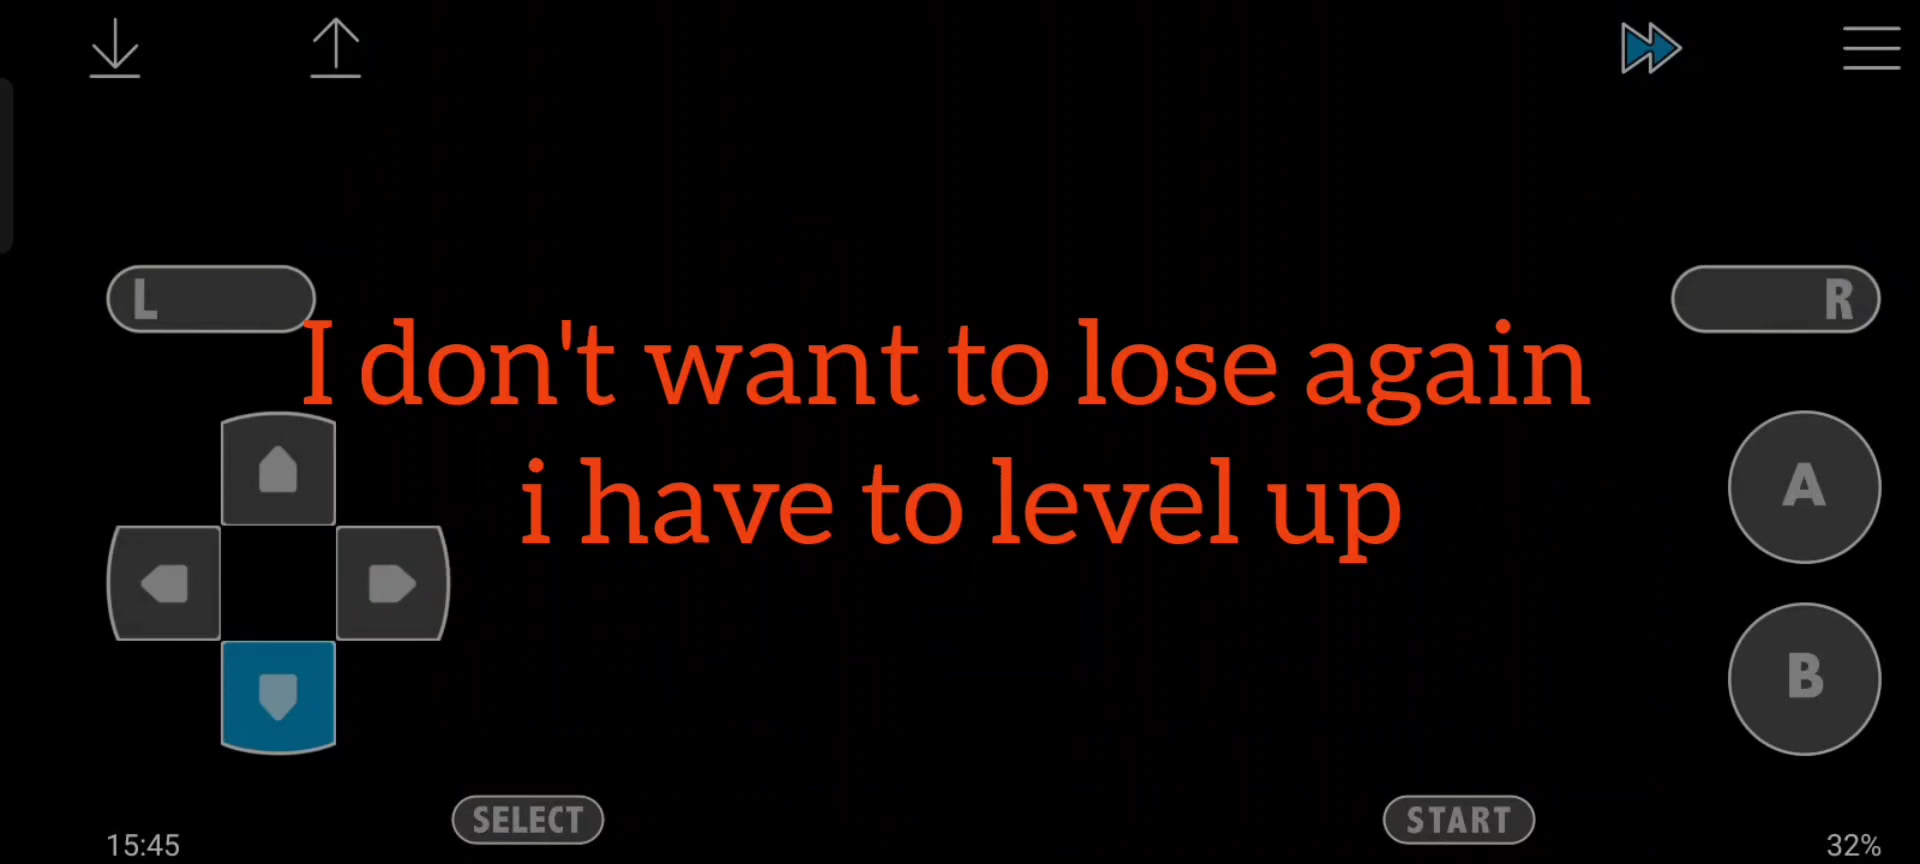 L
R
I don't want to lose again
i have to level up
A
B
SELECT
START
15:45
32%